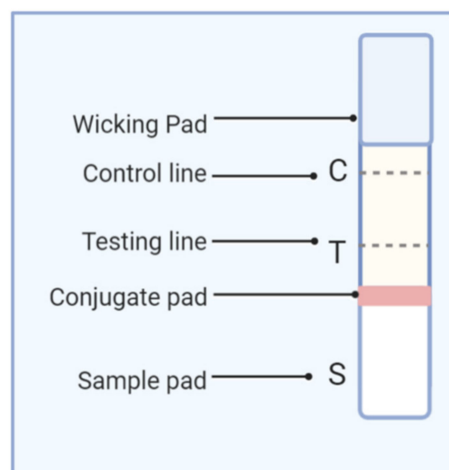 Wicking Pad
Control line C
Testing line T
Conjugate pad
Sample pad S